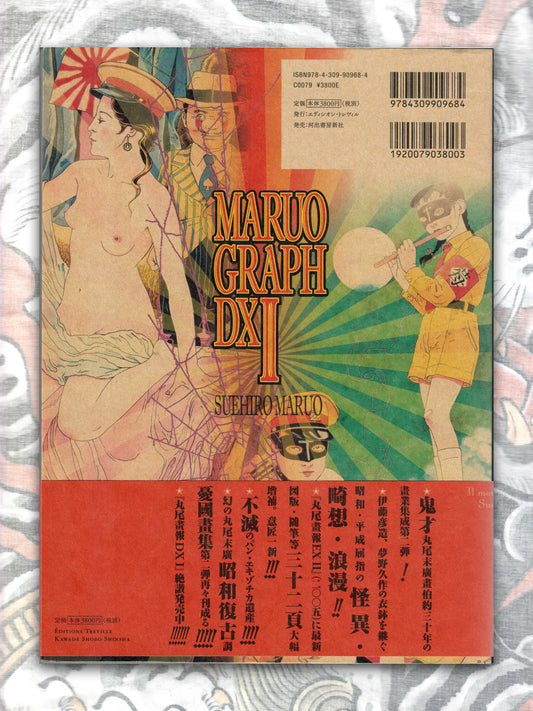 ISBN978-4-309-90968-4
C0079 ¥3800E
定価 本体3800円(税別)
発行:エディシオン・トレヴィル
発売:河出書房新社
9784309909684
1920079038003
MARUO
GRAPH
DX I
SUEHIRO MARUO
★鬼才丸尾末廣画伯約三十年の
畫業集成第二弾!
★伊藤彦造、夢野久作の衣鉢を継ぐ
昭和・平成屈指の怪異・
畸想・浪漫!!
★『丸尾畫報EX II』(二〇〇五)に最新
図版・随筆等三十二頁大幅
増補、意匠一新!!!
★不滅のパン・エキゾチカ遺産!!!!
★幻の丸尾末廣昭和復古調
憂國畫集第二弾再々刊成る!!!!!
★『丸尾畫報DX I』絶讃発売中!!!!!!
定価 本体3800円(税別)
ÉDITIONS TREVILLE
KAWADE SHOBO SHINSHA